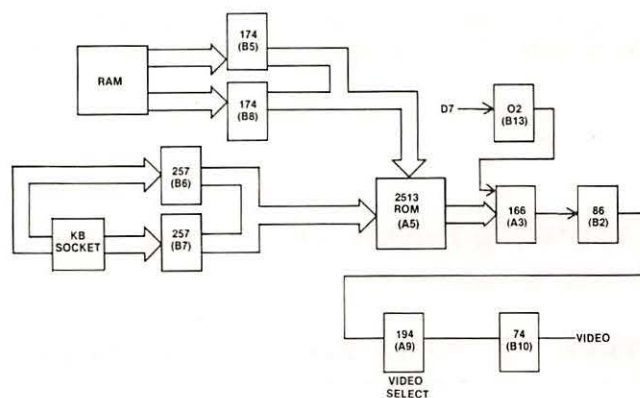 RAM
174
(B5)
174
(B8)
D7
O2
(B13)
257
(B6)
KB
SOCKET
257
(B7)
2513
ROM
(A5)
166
(A3)
86
(B2)
194
(A9)
VIDEO
SELECT
74
(B10)
VIDEO